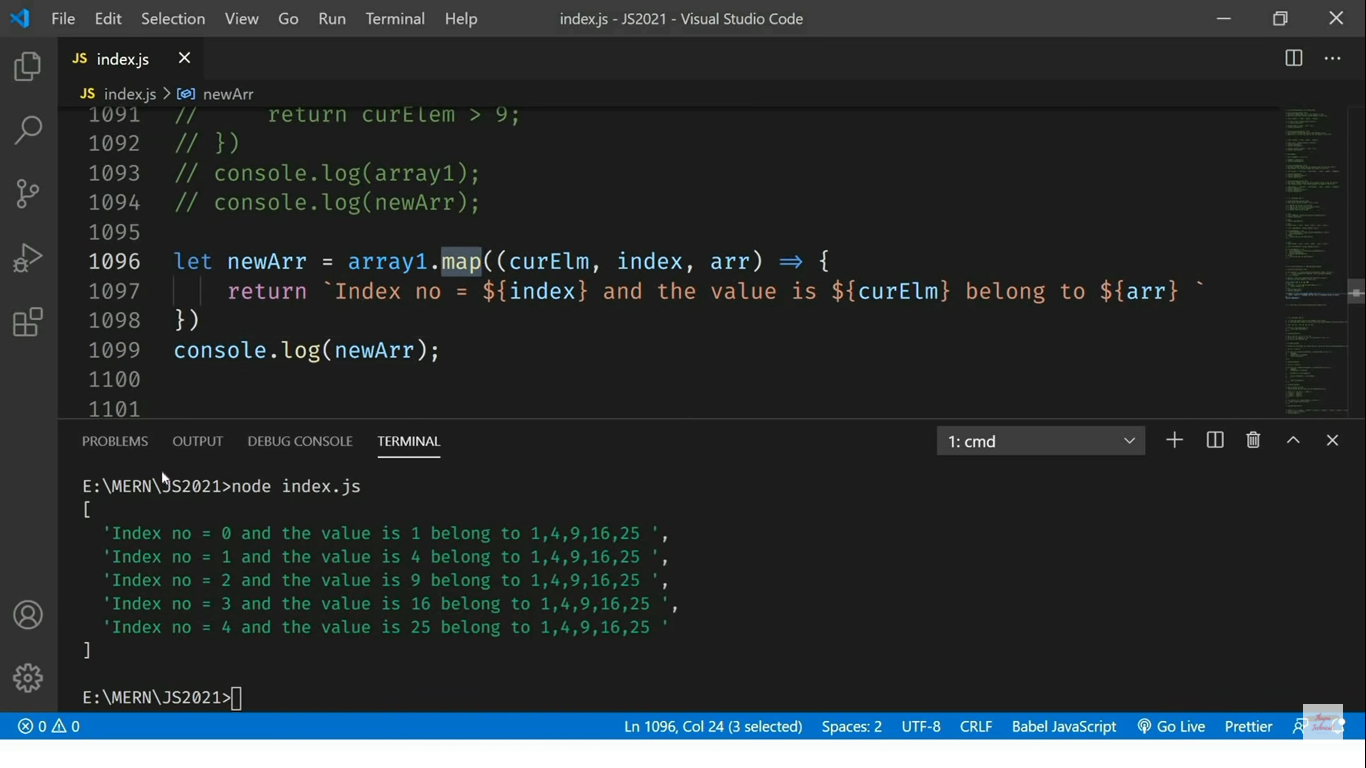 File Edit Selection View Go Run Terminal Help index.js - JS2021 - Visual Studio Code
JS index.js
JS index.js > newArr
1091 //     return curElem > 9;
1092 // })
1093 // console.log(array1);
1094 // console.log(newArr);
1095
1096 let newArr = array1.map((curElm, index, arr) => {
1097     return `Index no = ${index} and the value is ${curElm} belong to ${arr} `
1098 })
1099 console.log(newArr);
1100
1101
PROBLEMS OUTPUT DEBUG CONSOLE TERMINAL 1: cmd
E:\MERN\JS2021>node index.js
[
  'Index no = 0 and the value is 1 belong to 1,4,9,16,25 ',
  'Index no = 1 and the value is 4 belong to 1,4,9,16,25 ',
  'Index no = 2 and the value is 9 belong to 1,4,9,16,25 ',
  'Index no = 3 and the value is 16 belong to 1,4,9,16,25 ',
  'Index no = 4 and the value is 25 belong to 1,4,9,16,25 '
]
E:\MERN\JS2021>
0 0 Ln 1096, Col 24 (3 selected) Spaces: 2 UTF-8 CRLF Babel JavaScript Go Live Prettier